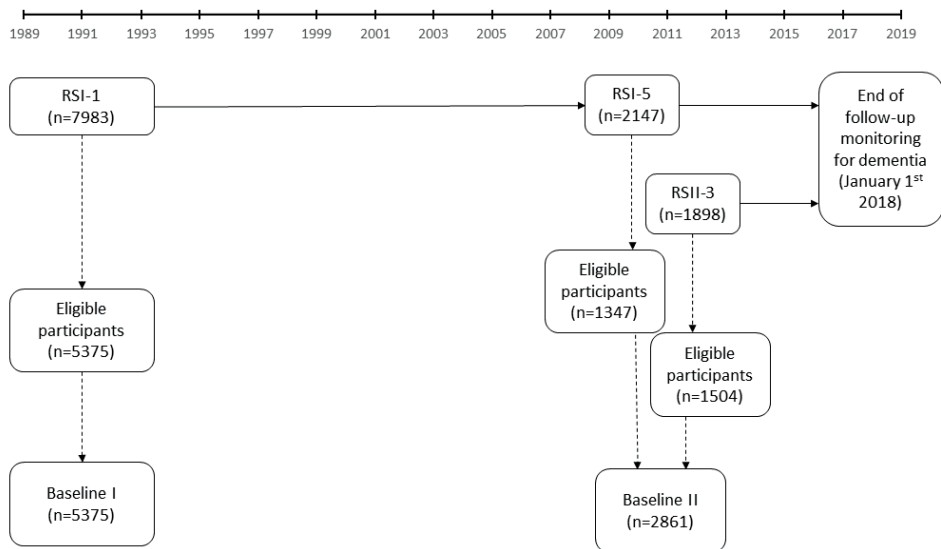 1989 1991 1993 1995 1997 1999 2001 2003 2005 2007 2009 2011 2013 2015 2017 2019
RSI-1
(n=7983)
RSI-5
(n=2147)
End of
follow-up
monitoring
for dementia
(January 1st
2018)
RSII-3
(n=1898)
Eligible
participants
(n=1347)
Eligible
participants
(n=5375)
Eligible
participants
(n=1504)
Baseline I
(n=5375)
Baseline II
(n=2861)